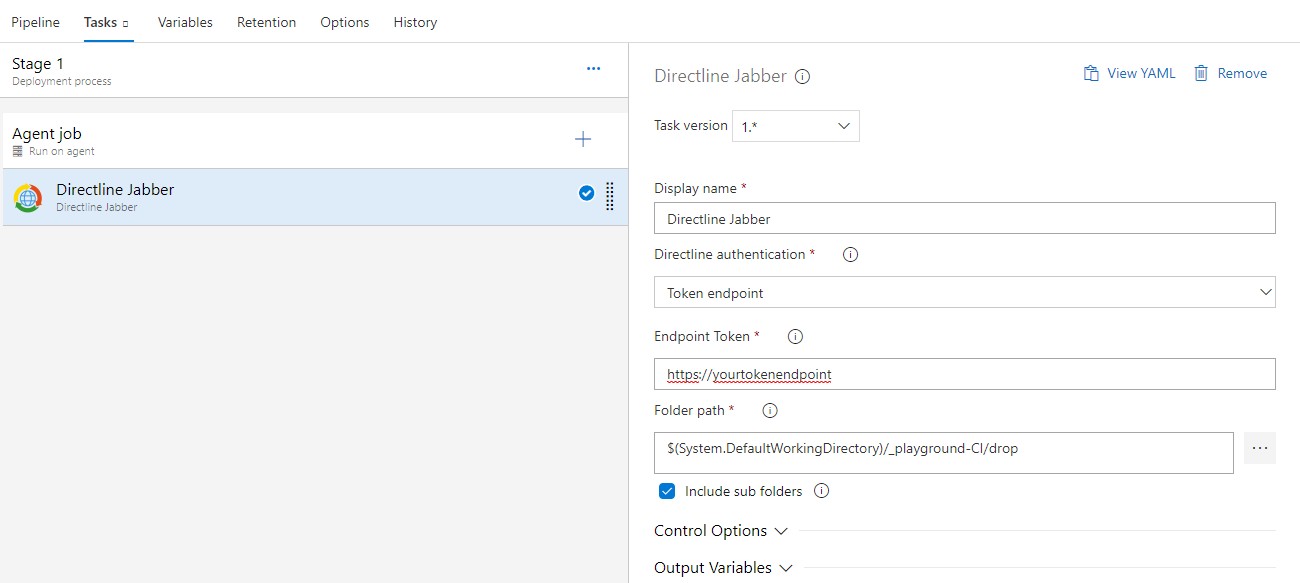 Pipeline Tasks Variables Retention Options History
Stage 1
Deployment process
Agent job
Run on agent
Directline Jabber
Directline Jabber
Directline Jabber
View YAML Remove
Task version 1.*
Display name *
Directline Jabber
Directline authentication *
Token endpoint
Endpoint Token *
https://yourtokenendpoint
Folder path *
$(System.DefaultWorkingDirectory)/_playground-CI/drop
Include sub folders
Control Options
Output Variables